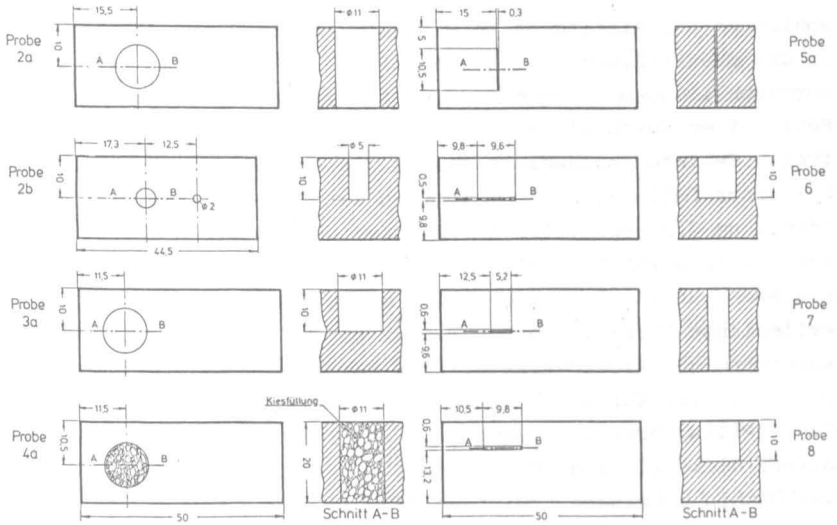 15,5
Probe
2a
10
A
B
ø11
15
0,3
5
10,5
A
B
Probe
5a
17,3
12,5
Probe
2b
10
A
B
ø2
44,5
ø5
10
9,8
9,6
0,5
9,8
A
B
10
Probe
6
11,5
Probe
3a
10
A
B
ø11
10
12,5
5,2
0,6
9,6
A
B
Probe
7
11,5
Probe
4a
10,5
A
B
50
Kiesfüllung
ø11
20
Schnitt A-B
10,5
9,8
0,6
13,2
A
B
50
10
Schnitt A-B
Probe
8